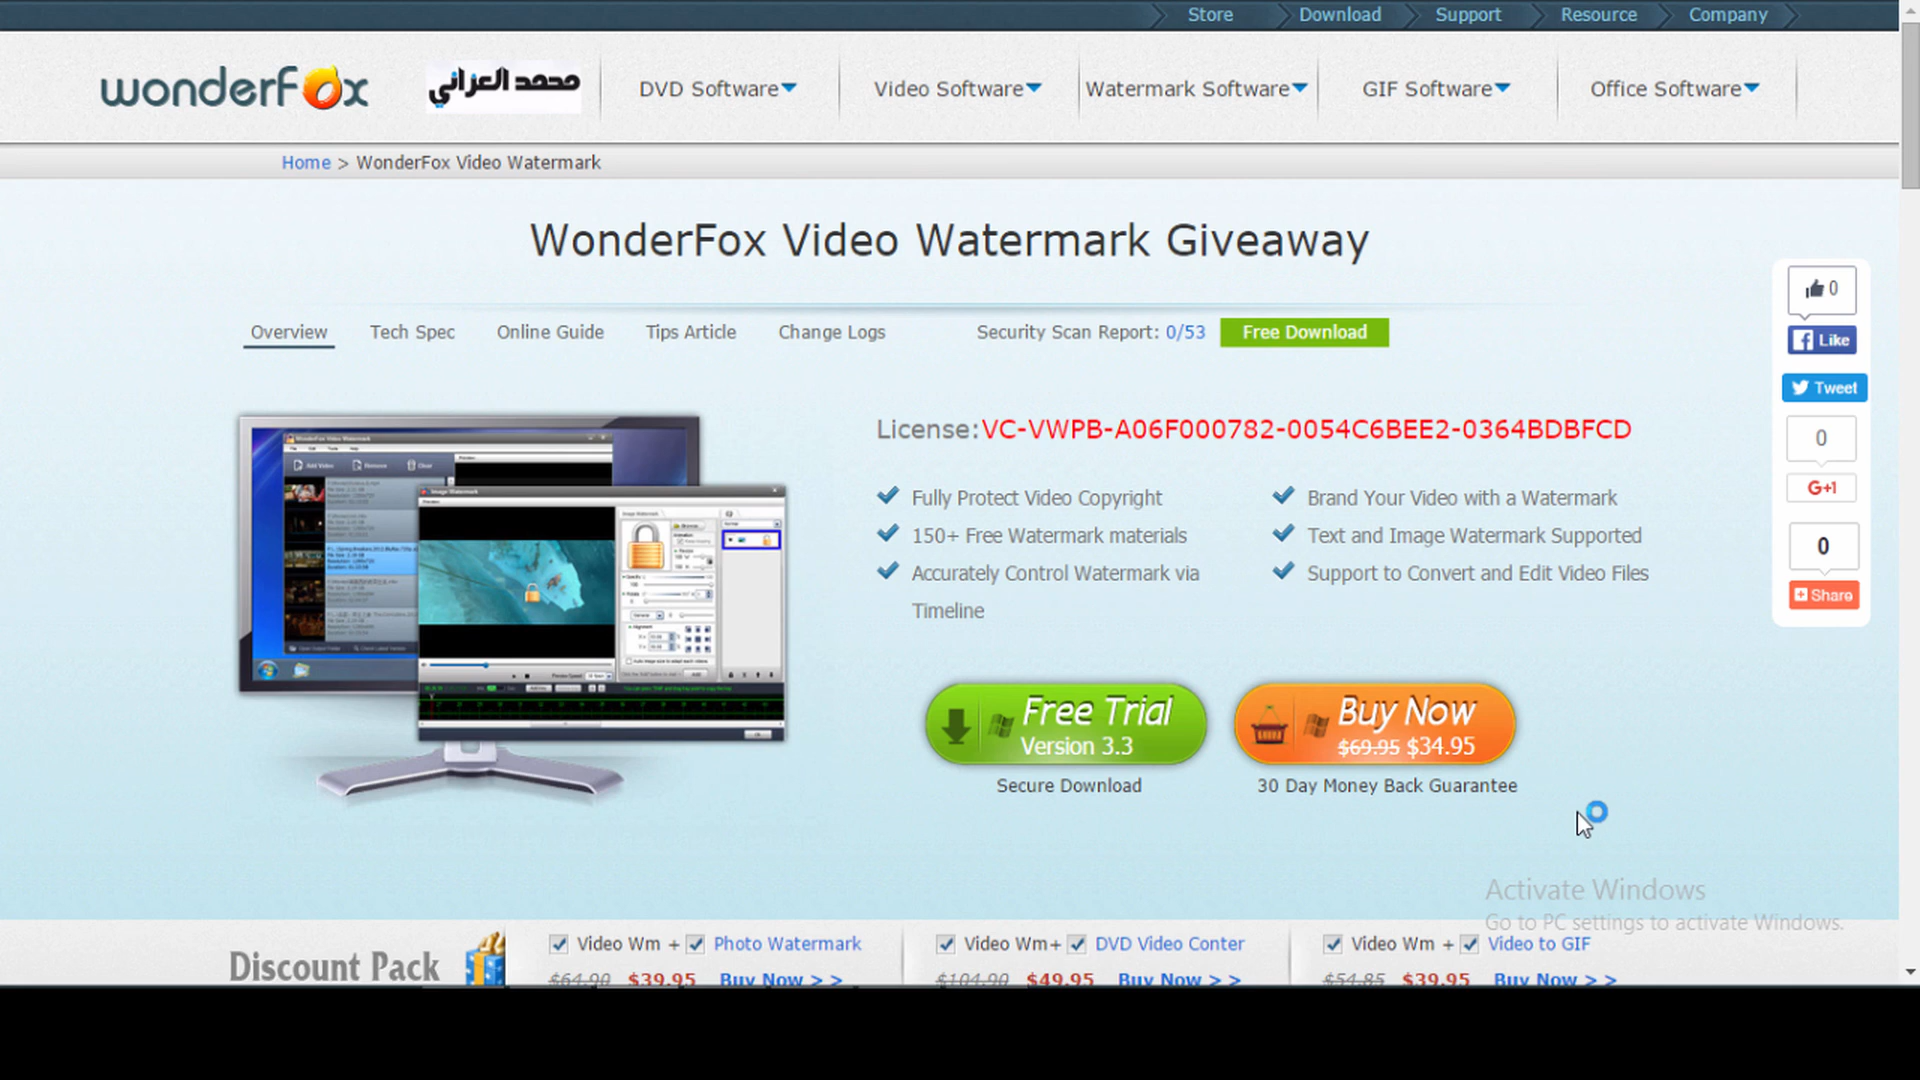 Store Download Support Resource Company
wonderFox محمد العزاني DVD Software Video Software Watermark Software GIF Software Office Software
Home > WonderFox Video Watermark
WonderFox Video Watermark Giveaway
Overview Tech Spec Online Guide Tips Article Change Logs Security Scan Report: 0/53 Free Download
0
Like
Tweet
0
G+1
0
Share
License:VC-VWPB-A06F000782-0054C6BEE2-0364BDBFCD
Fully Protect Video Copyright Brand Your Video with a Watermark
150+ Free Watermark materials Text and Image Watermark Supported
Accurately Control Watermark via Support to Convert and Edit Video Files
Timeline
Free Trial Buy Now
Version 3.3 $69.95 $34.95
Secure Download 30 Day Money Back Guarantee
Activate Windows
Go to PC settings to activate Windows.
Discount Pack
Video Wm + Photo Watermark Video Wm+ DVD Video Conter Video Wm + Video to GIF
$64.90 $39.95 Buy Now > > $104.90 $49.95 Buy Now > > $54.85 $39.95 Buy Now > >